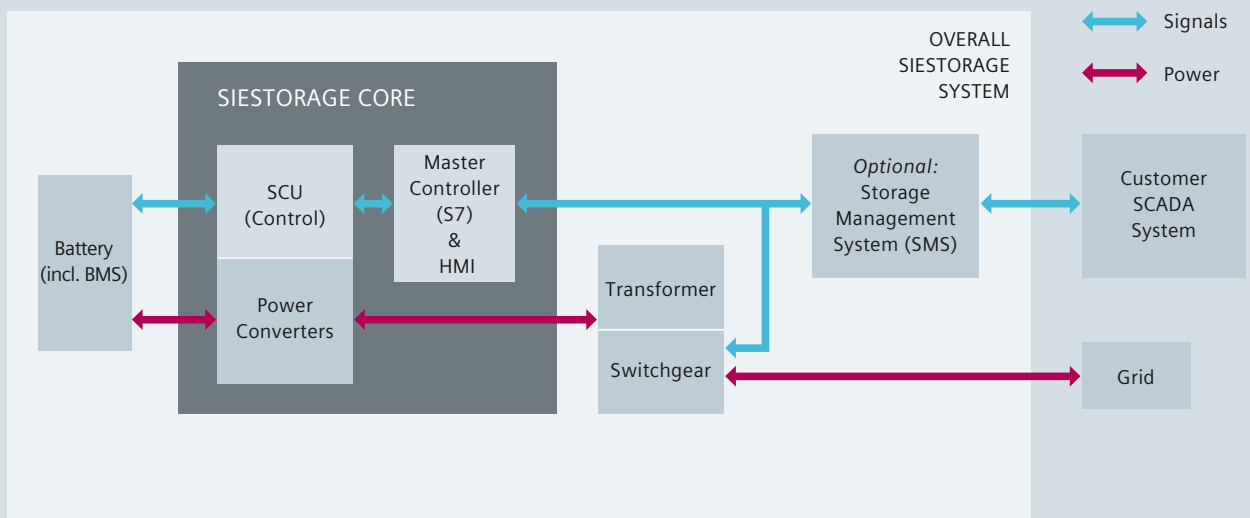 OVERALL
SIESTORAGE
SYSTEM
Signals
Power
SIESTORAGE CORE
Battery
(incl. BMS)
SCU
(Control)
Power
Converters
Master
Controller
(S7)
&
HMI
Transformer
Switchgear
Optional:
Storage
Management
System (SMS)
Customer
SCADA
System
Grid